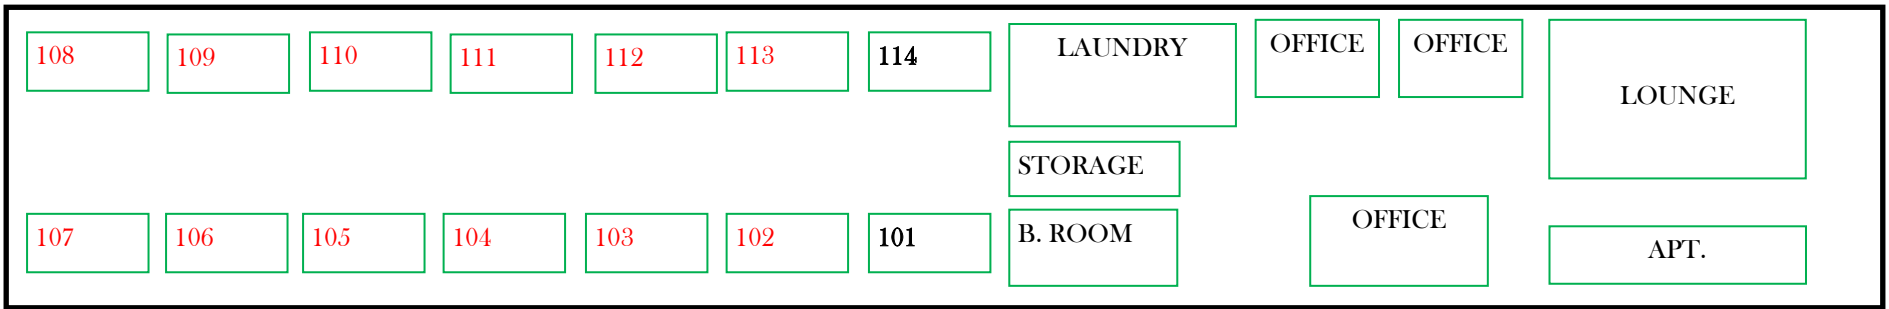 108
109
110
111
112
113
114
LAUNDRY
OFFICE
OFFICE
LOUNGE
STORAGE
107
106
105
104
103
102
101
B. ROOM
OFFICE
APT.